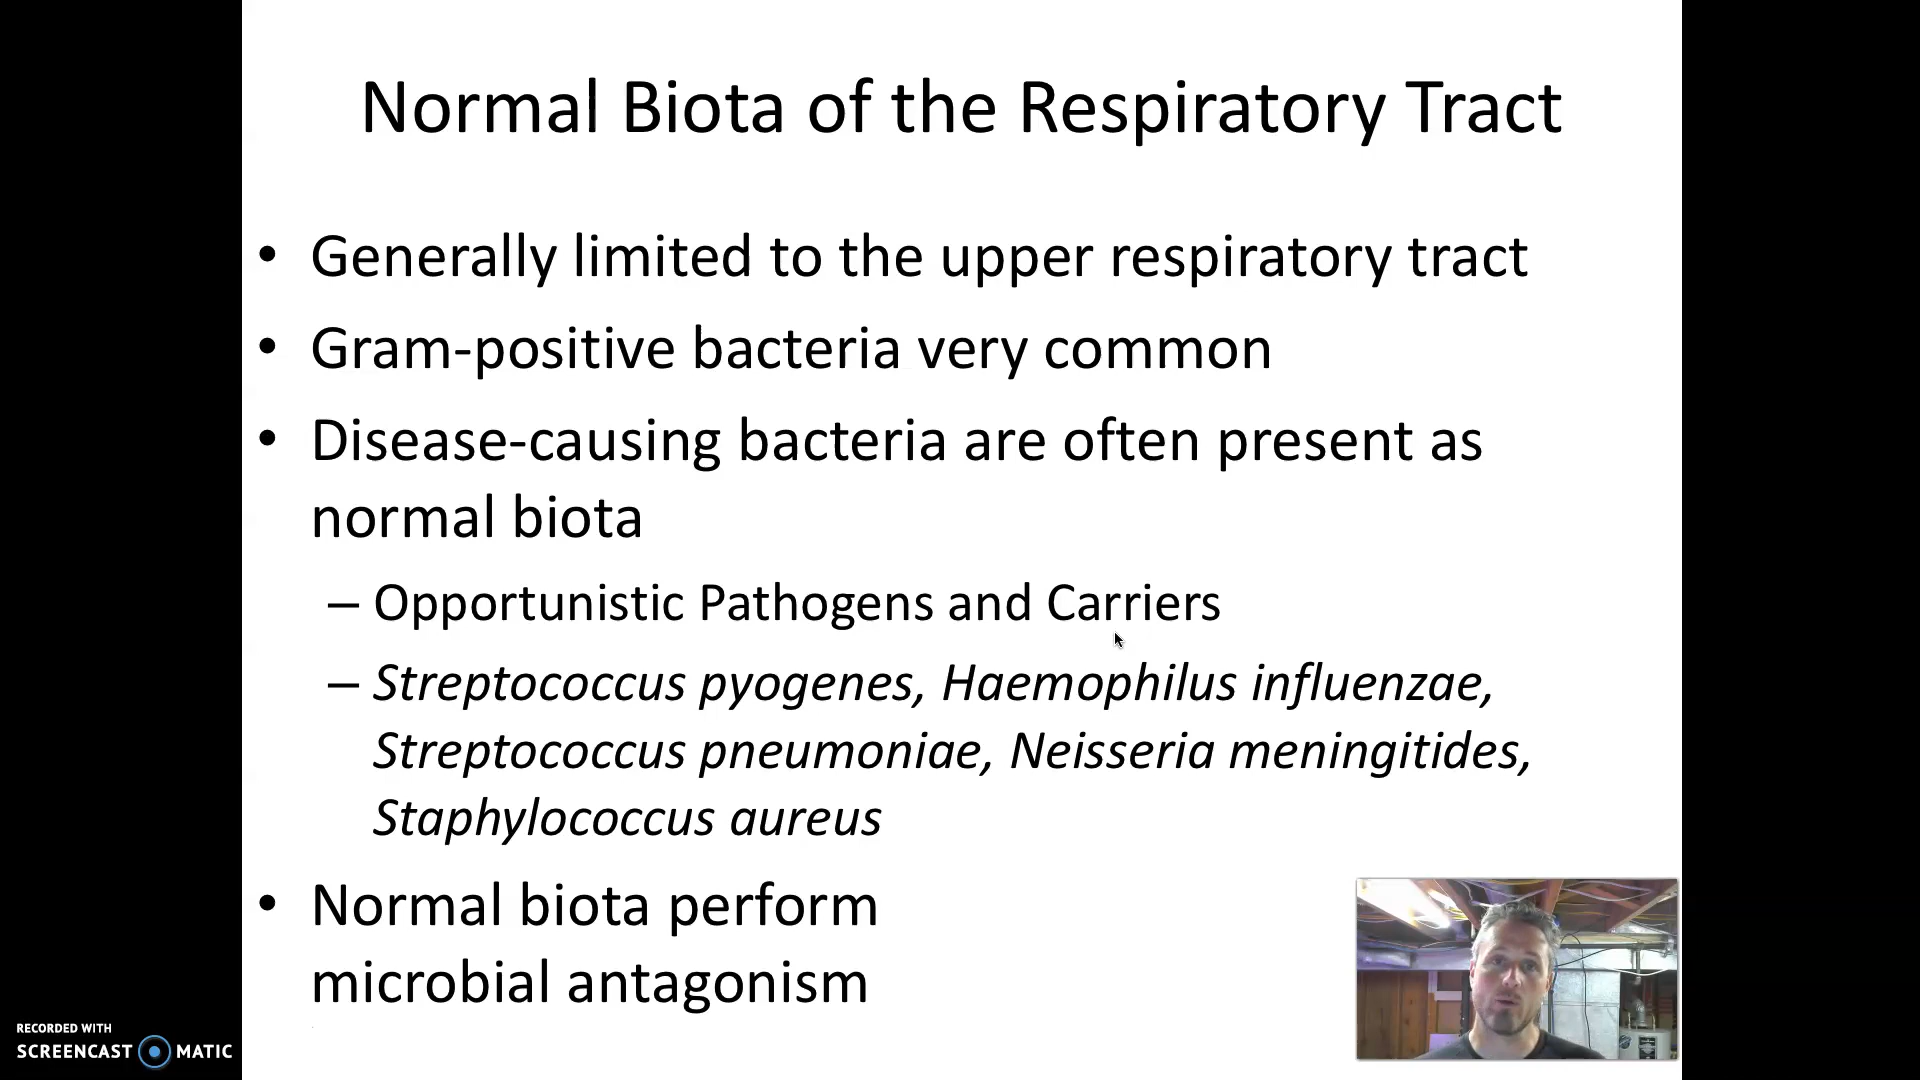 Normal Biota of the Respiratory Tract
• Generally limited to the upper respiratory tract
• Gram-positive bacteria very common
• Disease-causing bacteria are often present as
normal biota
– Opportunistic Pathogens and Carriers
– Streptococcus pyogenes, Haemophilus influenzae,
Streptococcus pneumoniae, Neisseria meningitides,
Staphylococcus aureus
• Normal biota perform
microbial antagonism
RECORDED WITH
SCREENCAST MATIC